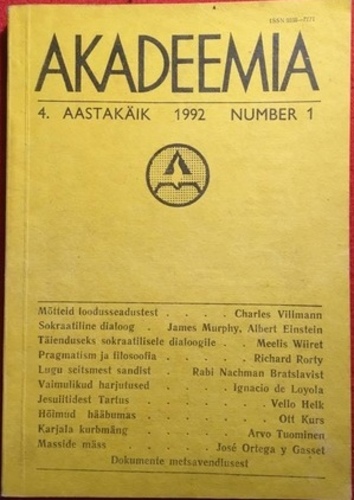 AKADEEMIA
4. AASTAKÄIK 1992 NUMBER 1
Mõtteid loodusseadustest . . . . Charles Villmann
Sokraatiline dialoog . James Murphy, Albert Einstein
Täienduseks sokraatilisele dialoogile . . Meelis Wiiret
Pragmatism ja filosoofia . . . . Richard Rorty
Lugu seitsmest sandist . Rabi Nachman Bratslavist
Vaimulikud harjutused . . . . Ignacio de Loyola
Jesuiitidest Tartus . . . . . Vello Helk
Hõimud hääbumas . . . . . Ott Kurs
Karjala kurbmäng . . . . . Arvo Tuominen
Masside mäss . . . . José Ortega y Gasset
Dokumente metsavendlusest